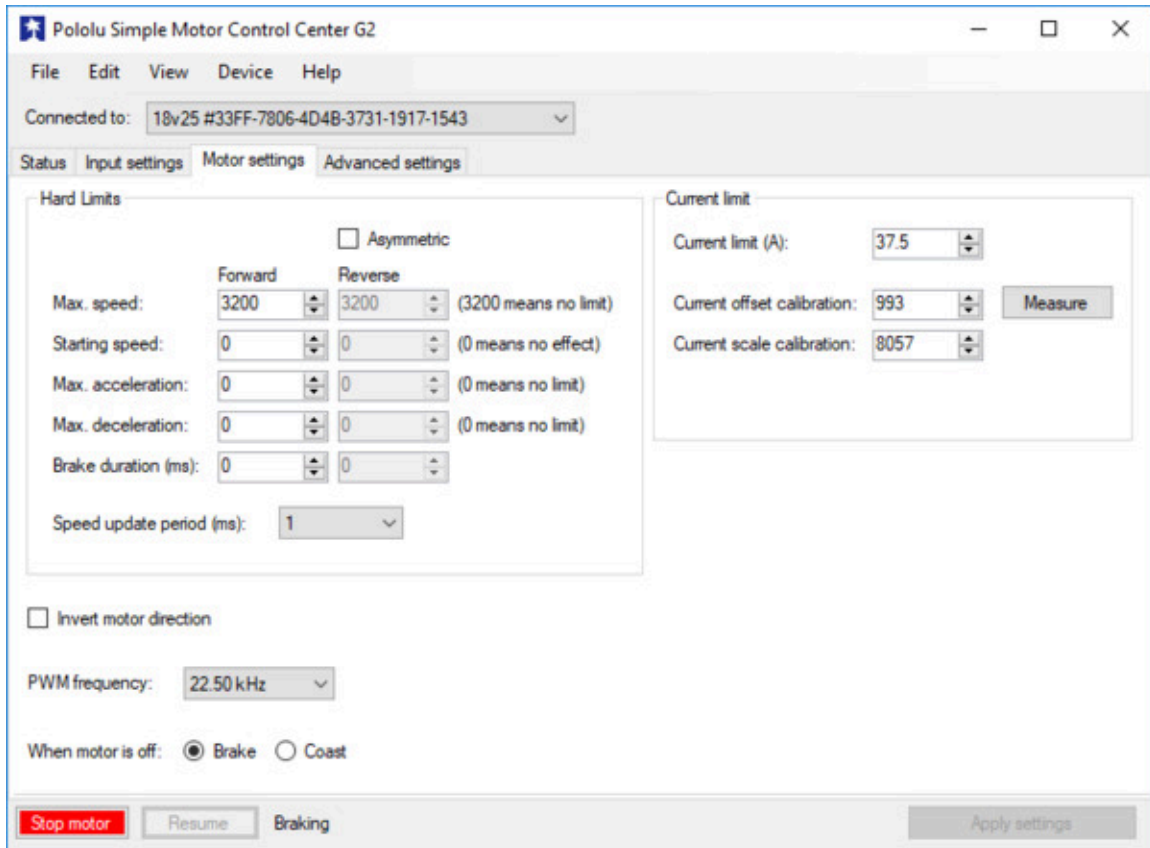 Pololu Simple Motor Control Center G2
File Edit View Device Help
Connected to: 18v25 #33FF-7806-4D4B-3731-1917-1543
Status Input settings Motor settings Advanced settings
Hard Limits
Asymmetric
Forward Reverse
Max. speed: 3200 3200 (3200 means no limit)
Starting speed: 0 0 (0 means no effect)
Max. acceleration: 0 0 (0 means no limit)
Max. deceleration: 0 0 (0 means no limit)
Brake duration (ms): 0 0
Speed update period (ms): 1
Current limit
Current limit (A): 37.5
Current offset calibration: 993 Measure
Current scale calibration: 8057
Invert motor direction
PWM frequency: 22.50 kHz
When motor is off: Brake Coast
Stop motor Resume Braking Apply settings